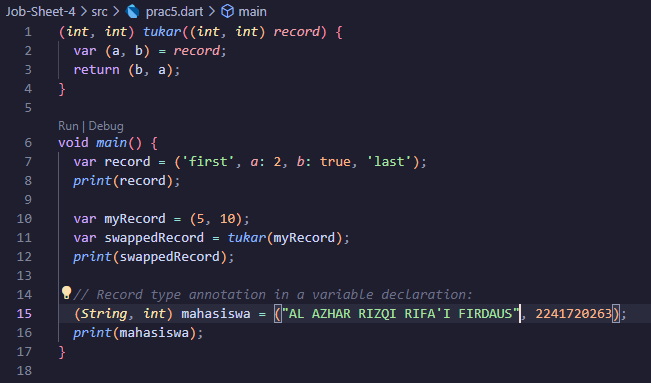 Job-Sheet-4 > src > prac5.dart > main
1 (int, int) tukar((int, int) record) {
2 var (a, b) = record;
3 return (b, a);
4 }
5
Run | Debug
6 void main() {
7 var record = ('first', a: 2, b: true, 'last');
8 print(record);
9
10 var myRecord = (5, 10);
11 var swappedRecord = tukar(myRecord);
12 print(swappedRecord);
13
14 // Record type annotation in a variable declaration:
15 (String, int) mahasiswa = ("AL AZHAR RIZQI RIFA'I FIRDAUS", 2241720263);
16 print(mahasiswa);
17 }
18